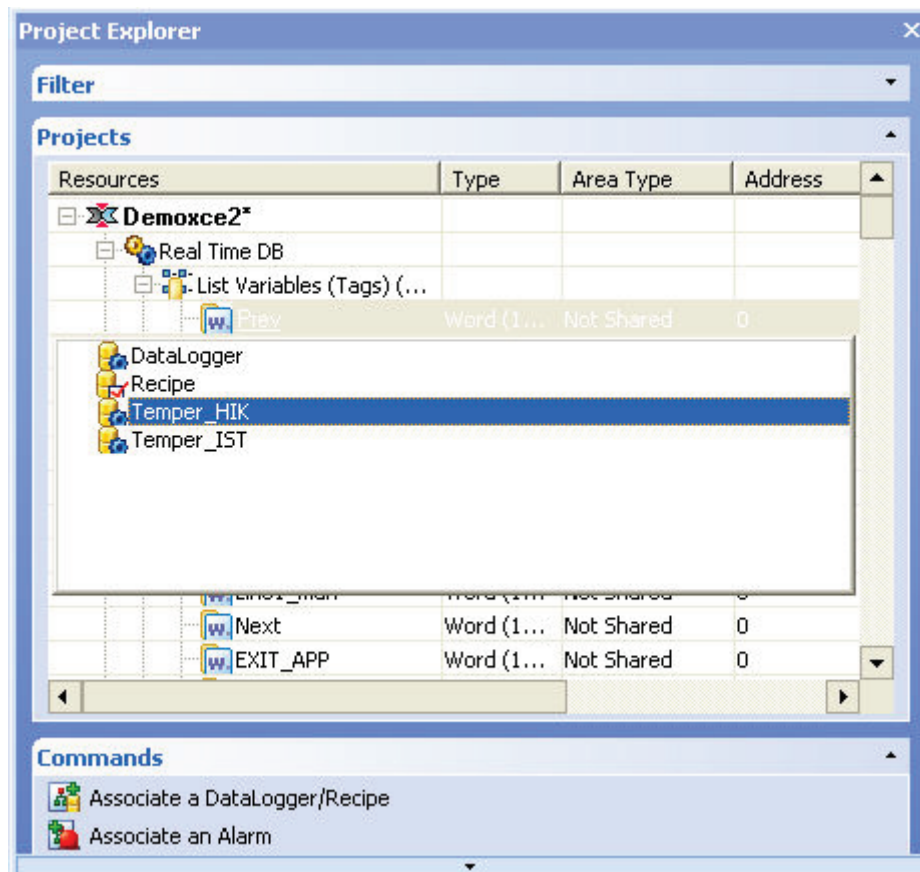 Project Explorer
Filter
Projects
Resources Type Area Type Address
Demoxce2*
Real Time DB
List Variables (Tags) (...
Prev Word (1... Not Shared 0
DataLogger
Recipe
Temper_HIK
Temper_IST
Next Word (1... Not Shared 0
EXIT_APP Word (1... Not Shared 0
Commands
Associate a DataLogger/Recipe
Associate an Alarm